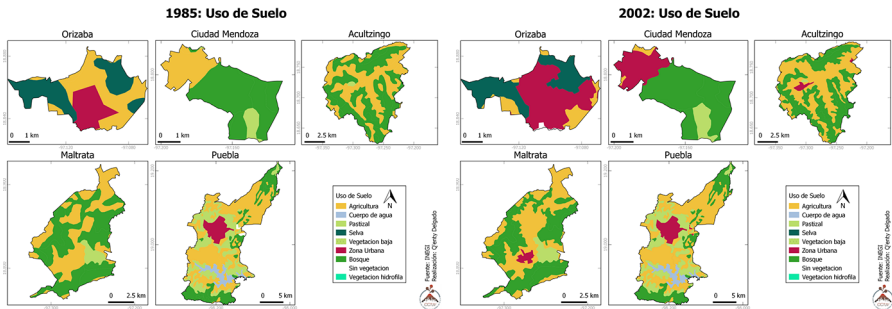 1985: Uso de Suelo
Orizaba
Ciudad Mendoza
Acultzingo
0 1 km
0 1 km
0 2.5 km
Maltrata
Puebla
0 2.5 km
0 5 km
Uso de Suelo
N
Agricultura
Cuerpo de agua
Pastizal
Selva
Vegetacion baja
Zona Urbana
Bosque
Sin vegetacion
Vegetacion hidrofila
Fuente: INEGI
Realización: Q'enty Delgado
2002: Uso de Suelo
Orizaba
Ciudad Mendoza
Acultzingo
0 1 km
0 1 km
0 2.5 km
Maltrata
Puebla
0 2.5 km
0 5 km
Uso de Suelo
N
Agricultura
Cuerpo de agua
Pastizal
Selva
Vegetacion baja
Zona Urbana
Bosque
Sin vegetacion
Vegetacion hidrofila
Fuente: INEGI
Realización: Q'enty Delgado